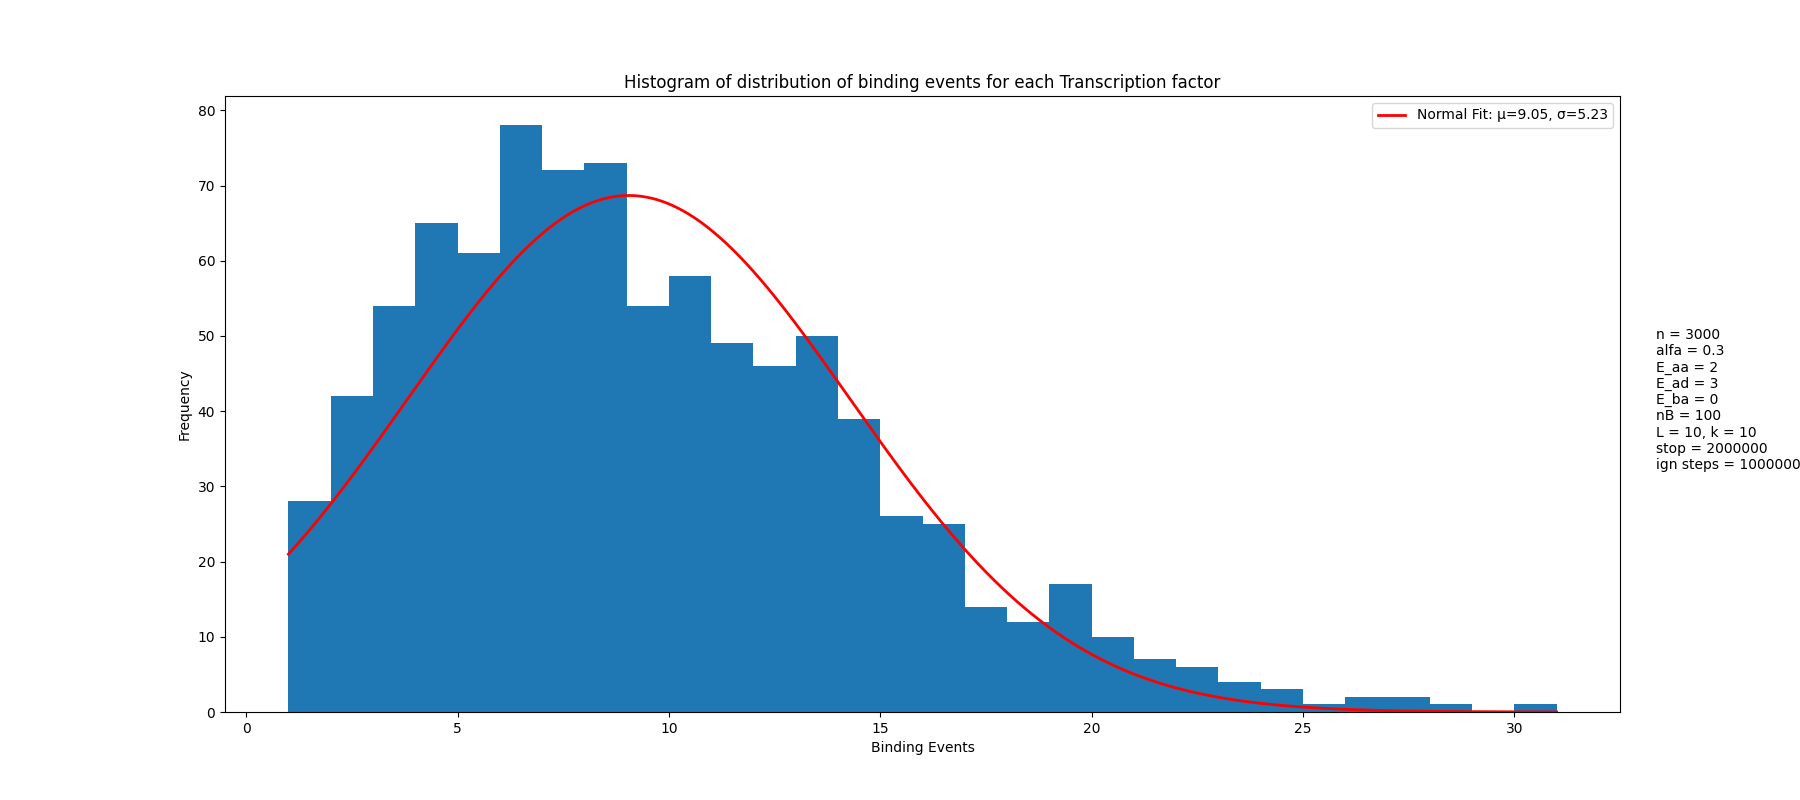 Histogram of distribution of binding events for each Transcription factor
Normal Fit: μ=9.05, σ=5.23
80
70
60
50
40
30
20
10
0
Frequency
0 5 10 15 20 25 30
Binding Events
n = 3000
alfa = 0.3
E_aa = 2
E_ad = 3
E_ba = 0
nB = 100
L = 10, k = 10
stop = 2000000
ign steps = 1000000